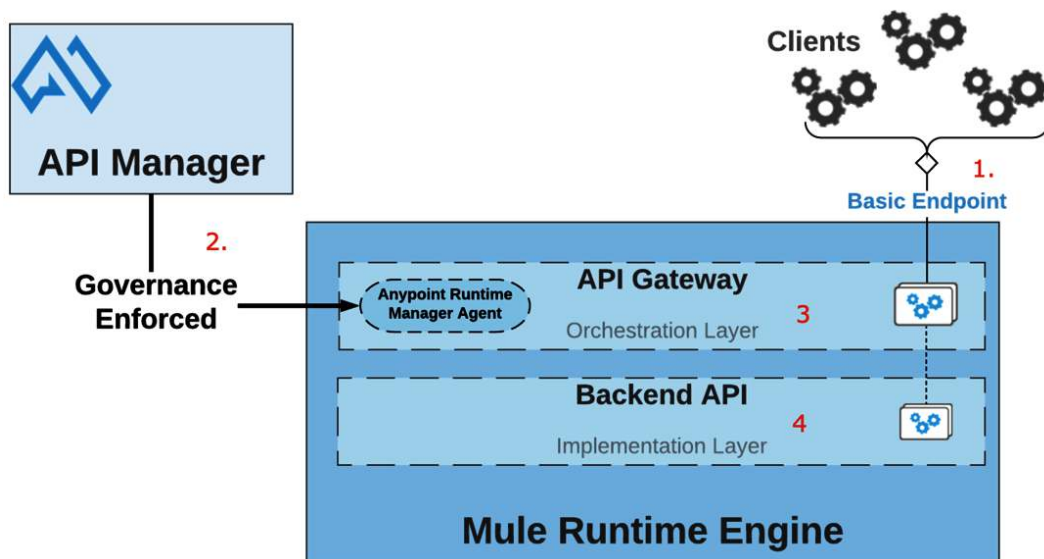 Clients
API Manager
1.
Basic Endpoint
2.
Governance
Enforced
API Gateway
Anypoint Runtime
Manager Agent
Orchestration Layer
3
Backend API
Implementation Layer
4
Mule Runtime Engine